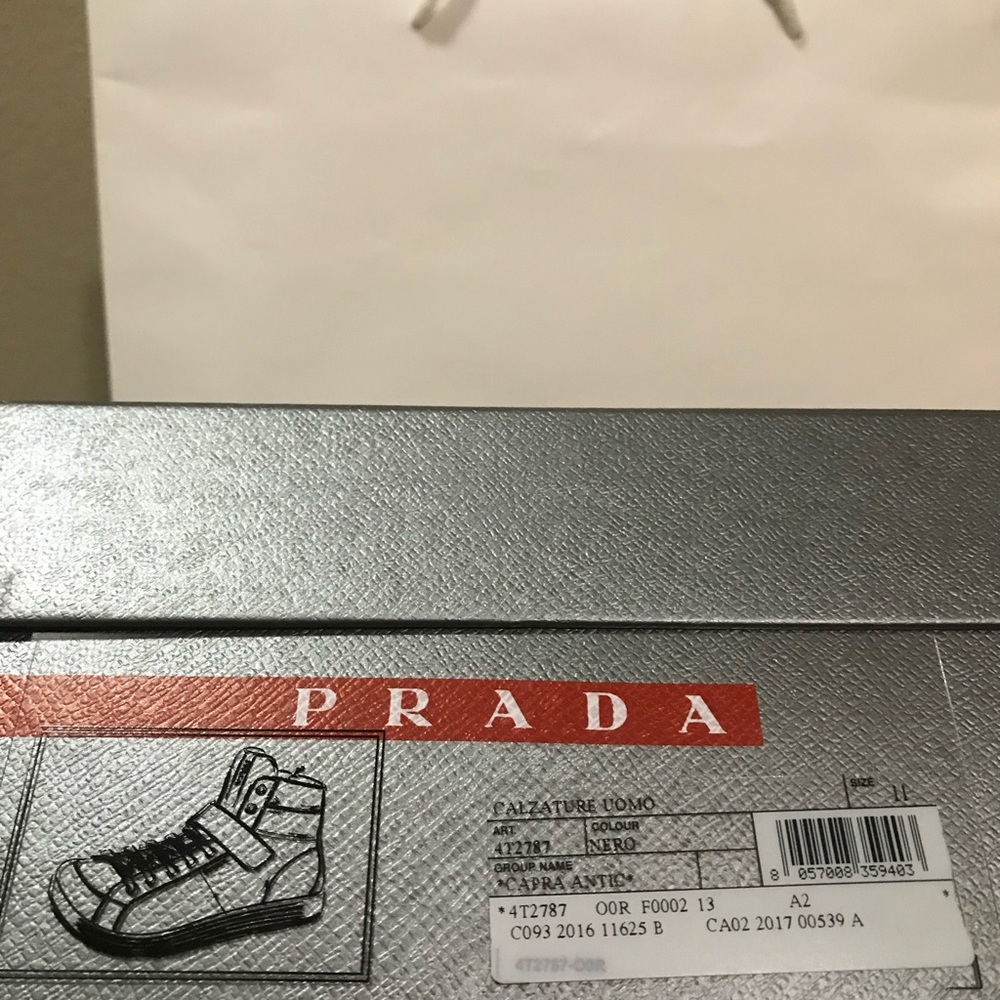 PRADA
SIZE 11
CALZATURE UOMO
ART. COLOUR
4T2787 NERO
GROUP NAME
*CAPRA ANTIC*
8 057008 359403
*4T2787 O0R F0002 13 A2 *
C093 2016 11625 B CA02 2017 00539 A
4T2787-O0R